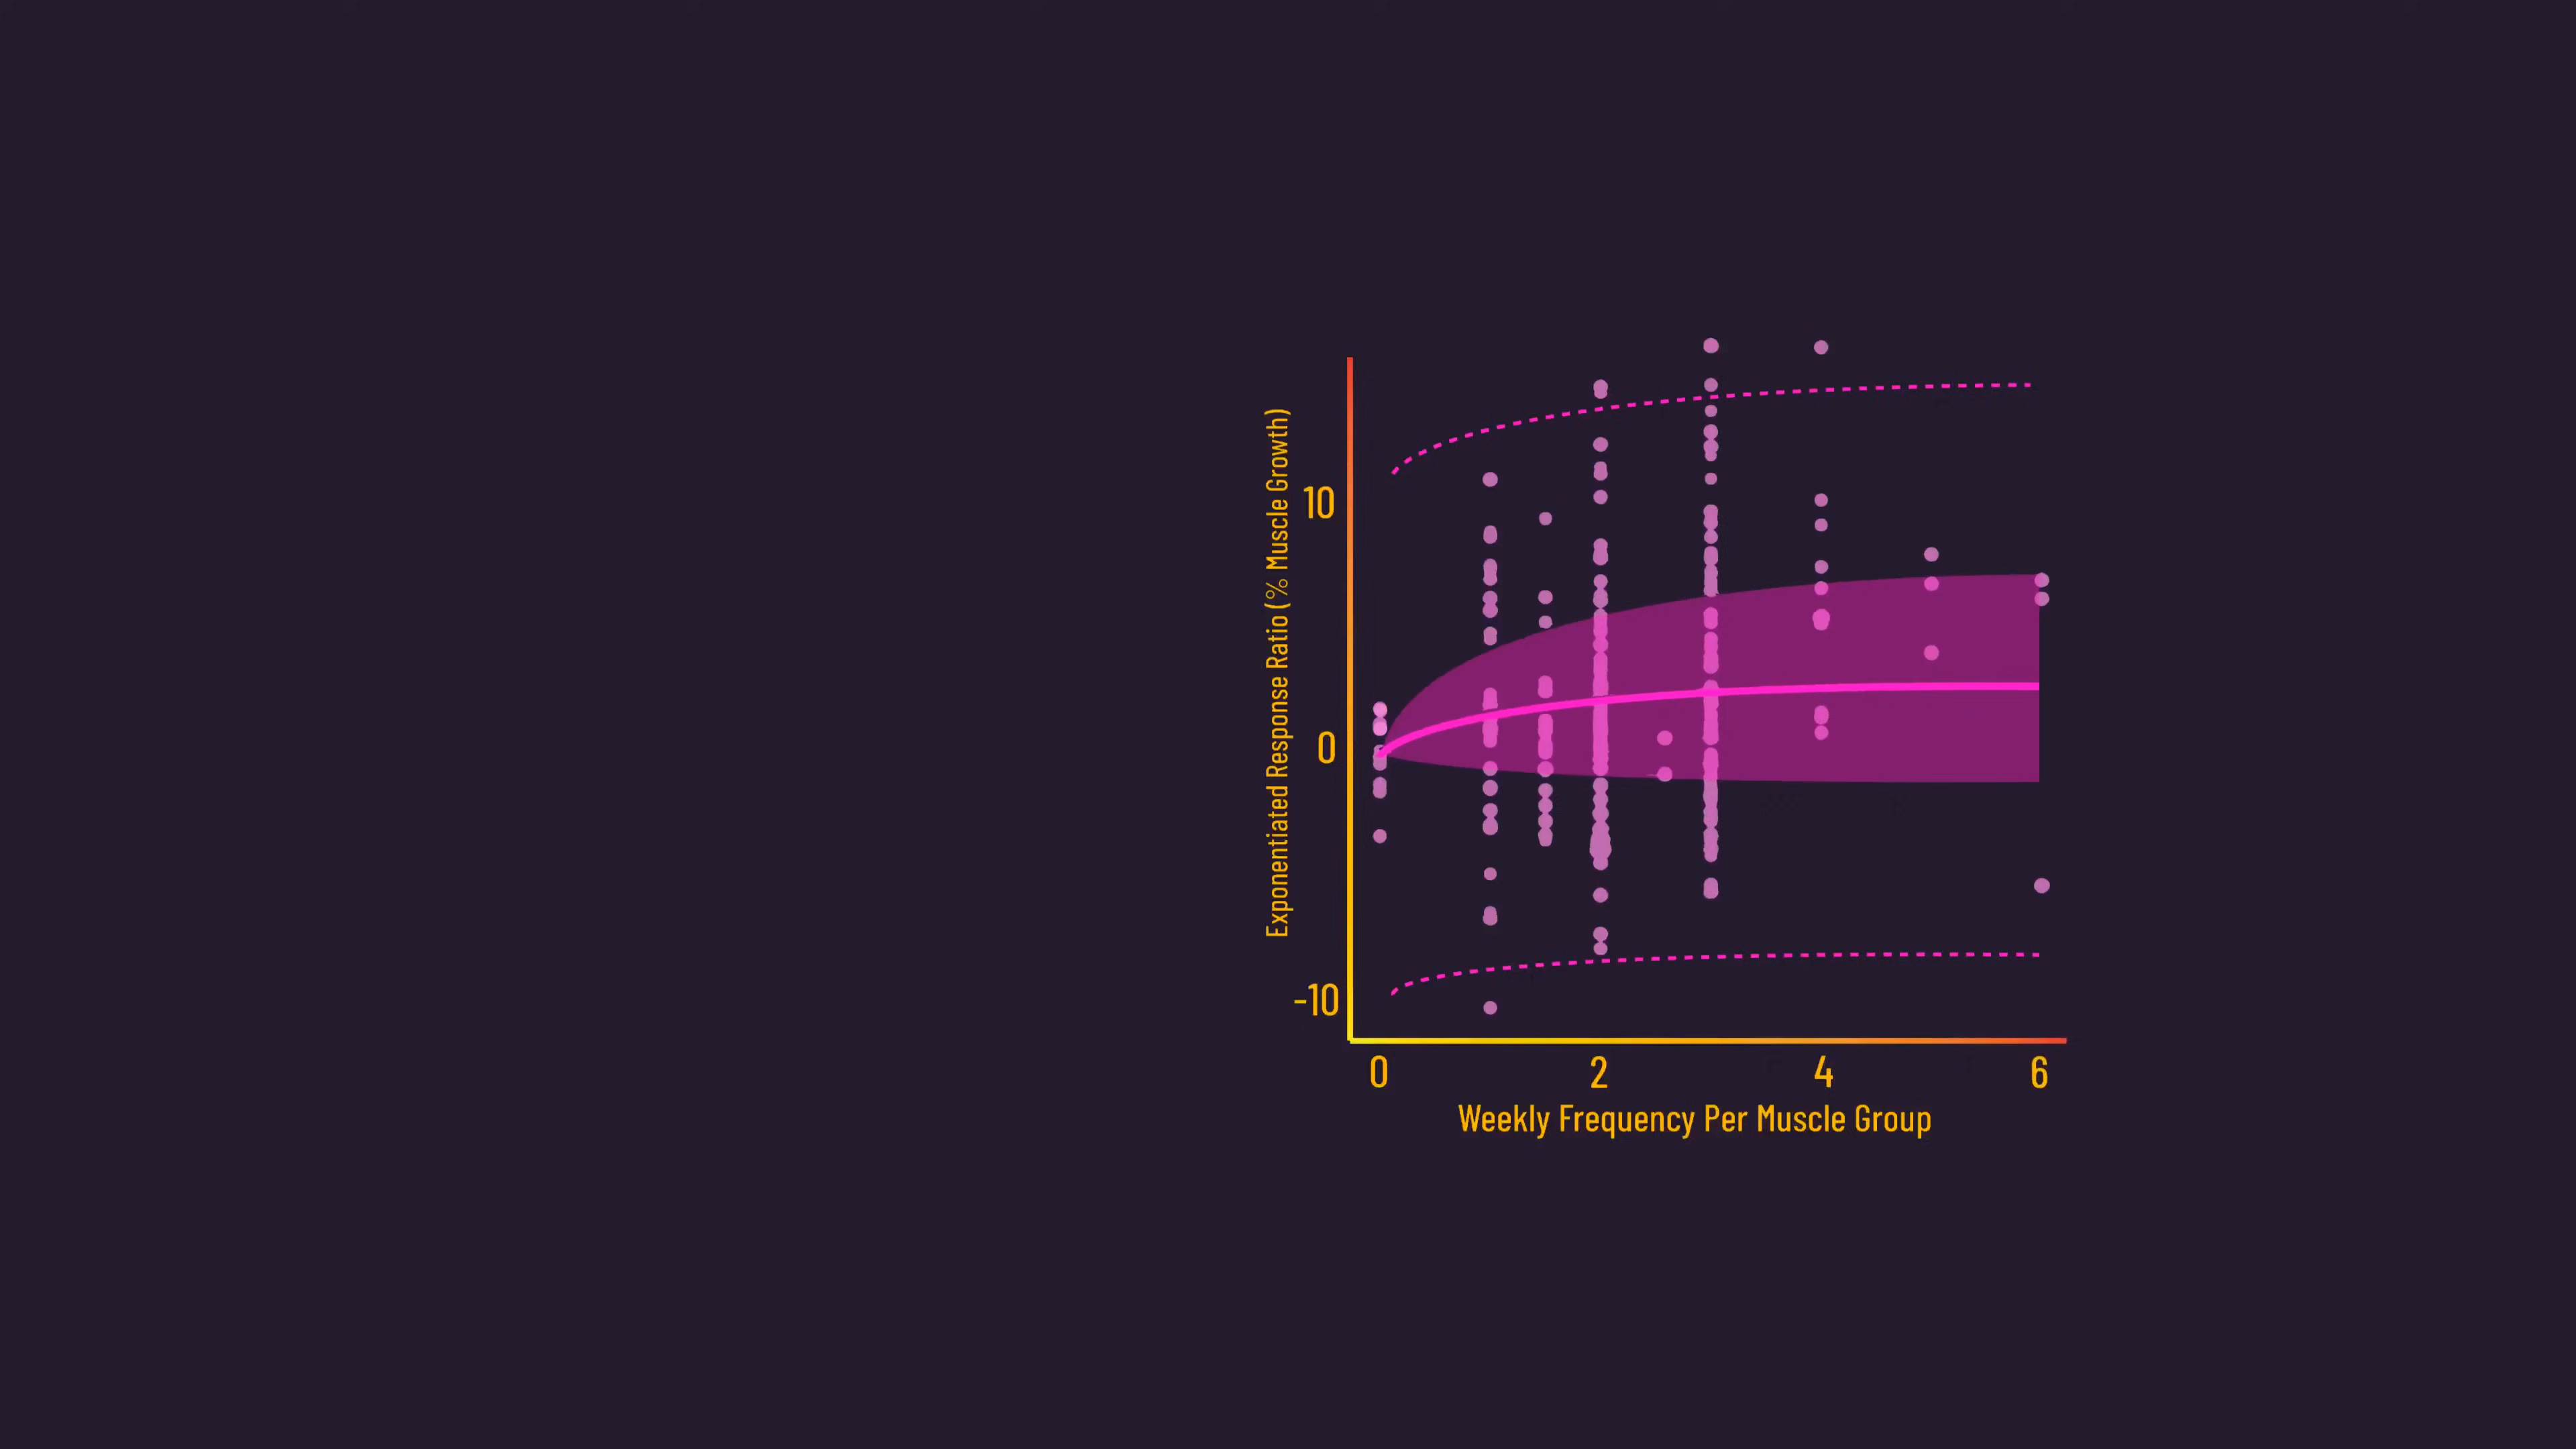 Exponentiated Response Ratio (% Muscle Growth)
10
0
-10
0 2 4 6
Weekly Frequency Per Muscle Group